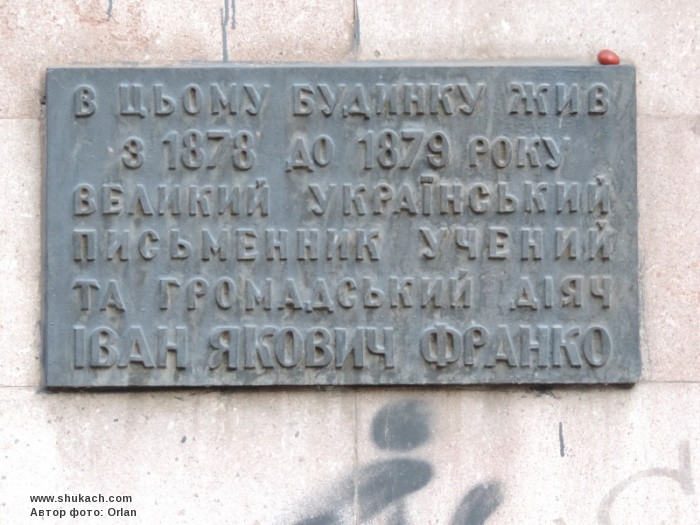 В ЦЬОМУ БУДИНКУ ЖИВ
З 1878 ДО 1879 РОКУ
ВЕЛИКИЙ УКРАЇНСЬКИЙ
ПИСЬМЕННИК УЧЕНИЙ
ТА ГРОМАДСЬКИЙ ДІЯЧ
ІВАН ЯКОВИЧ ФРАНКО
www.shukach.com
Автор фото: Orlan